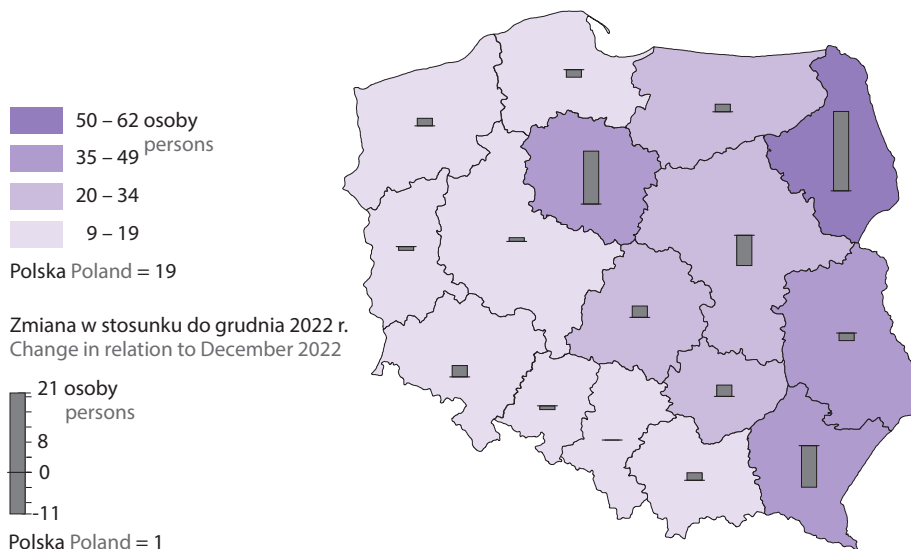 50 – 62 osoby
persons
35 – 49
20 – 34
9 – 19
Polska Poland = 19
Zmiana w stosunku do grudnia 2022 r.
Change in relation to December 2022
21 osoby
persons
8
0
-11
Polska Poland = 1